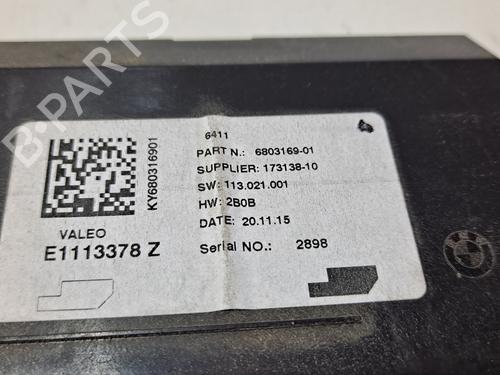 6411
PART N.: 6803169-01
SUPPLIER: 173138-10
SW: 113.021.001
HW: 2B0B
DATE: 20.11.15
Serial NO.: 2898
KY680316901
VALEO
E1113378 Z
B-PARTS
BMW